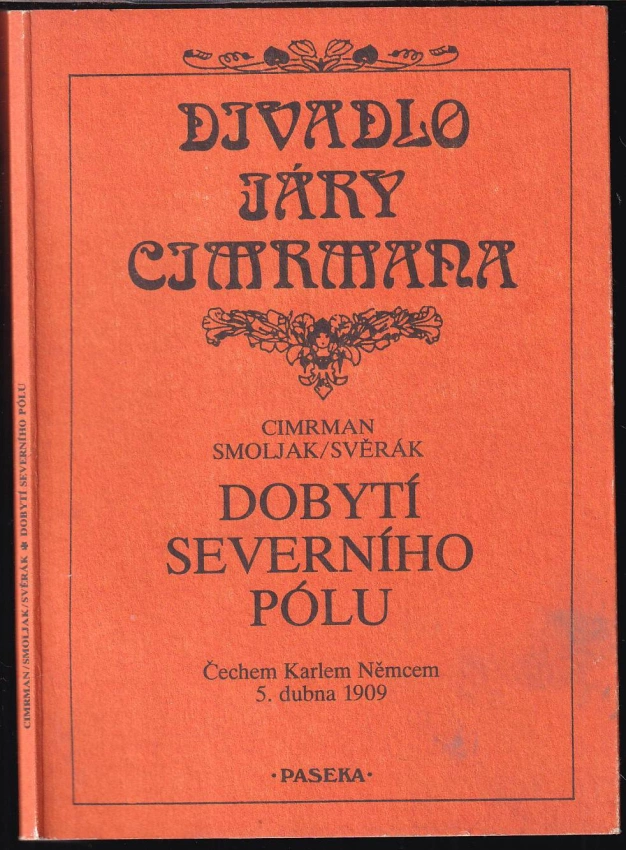 DIVADLO
JÁRY
CIMRMANA
CIMRMAN
SMOLJAK/SVĚRÁK
DOBYTÍ
SEVERNÍHO
PÓLU
Čechem Karlem Němcem
5. dubna 1909
·PASEKA·
CIMRMAN/SMOLJAK/SVĚRÁK ✽ DOBYTÍ SEVERNÍHO PÓLU